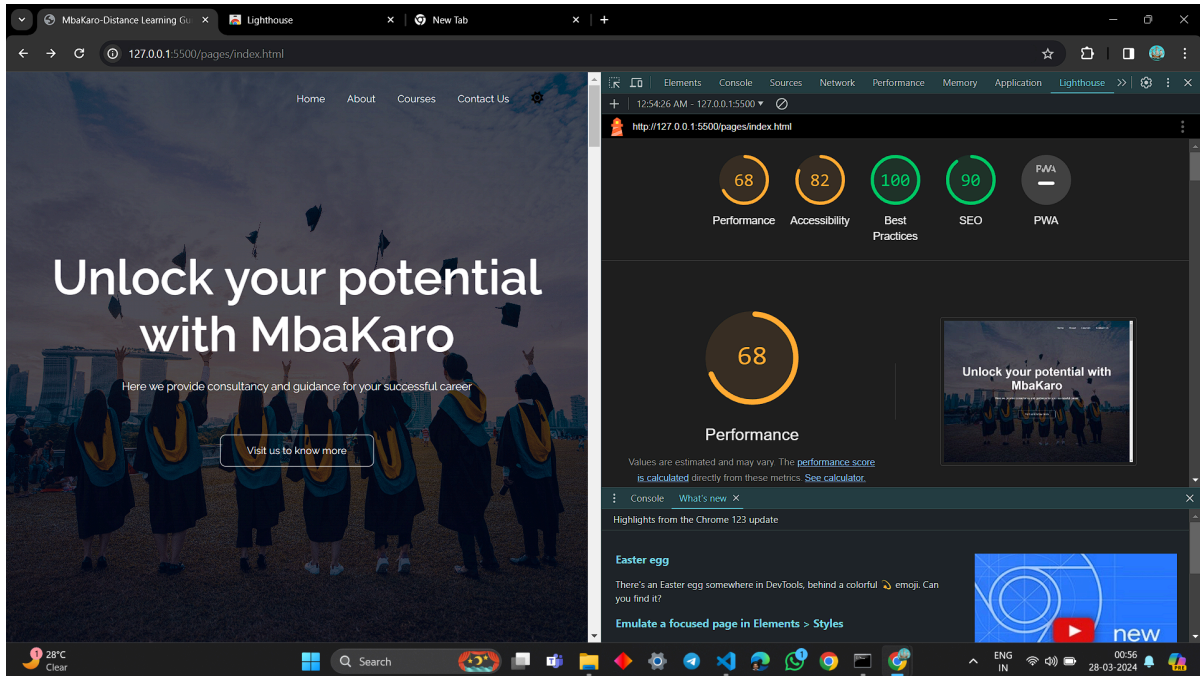 MbaKaro-Distance Learning Gu
Lighthouse
New Tab
127.0.0.1:5500/pages/index.html
Home About Courses Contact Us
Unlock your potential
with MbaKaro
Here we provide consultancy and guidance for your successful career
Visit us to know more
Elements Console Sources Network Performance Memory Application Lighthouse
12:54:26 AM - 127.0.0.1:5500
http://127.0.0.1:5500/pages/index.html
68 82 100 90 PWA
Performance Accessibility Best Practices SEO PWA
68
Performance
Values are estimated and may vary. The performance score
is calculated directly from these metrics. See calculator.
Unlock your potential with
MbaKaro
Console What's new
Highlights from the Chrome 123 update
Easter egg
There's an Easter egg somewhere in DevTools, behind a colorful 💫 emoji. Can
you find it?
Emulate a focused page in Elements > Styles
new
1
28°C
Clear
Search
1
ENG
IN
00:56
28-03-2024
PRE